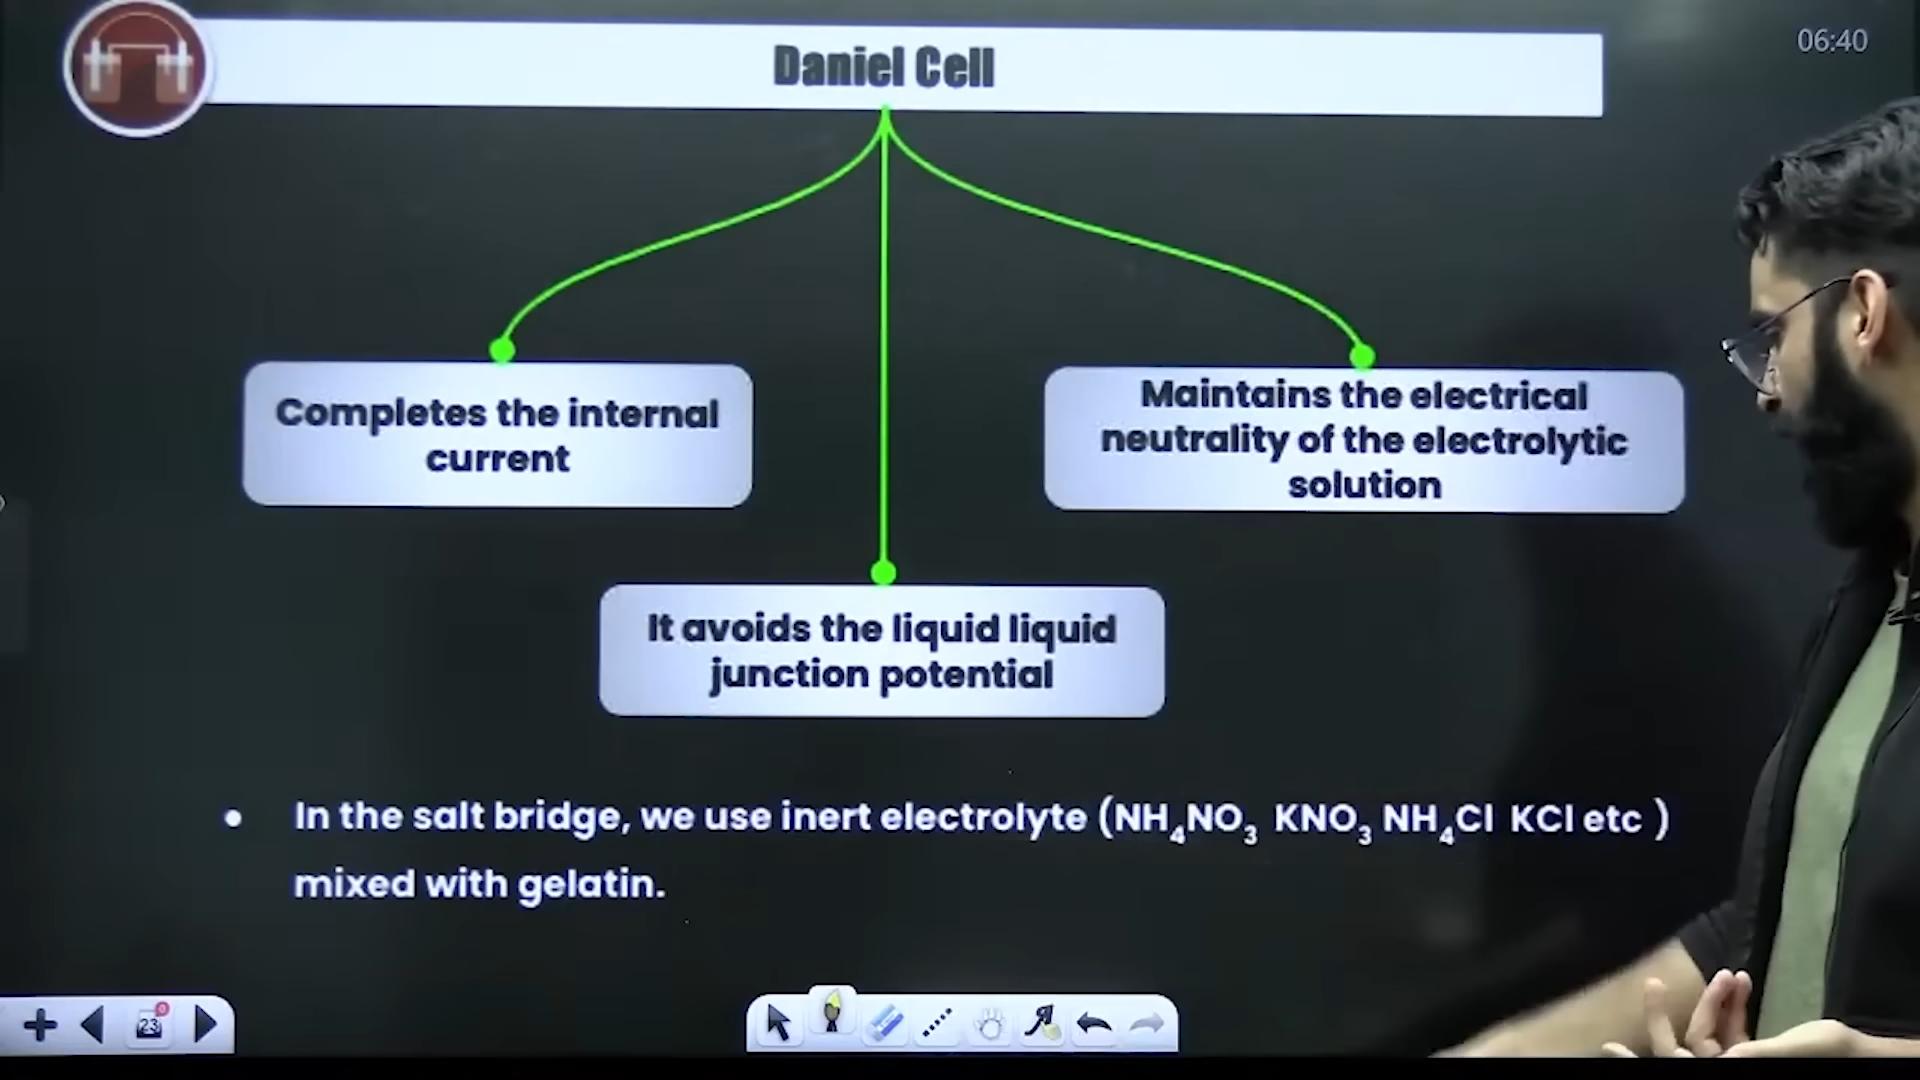 Daniel Cell
06:40
Completes the internal
current
Maintains the electrical
neutrality of the electrolytic
solution
It avoids the liquid liquid
junction potential
• In the salt bridge, we use inert electrolyte (NH₄NO₃ KNO₃ NH₄Cl KCl etc )
mixed with gelatin.
0
23